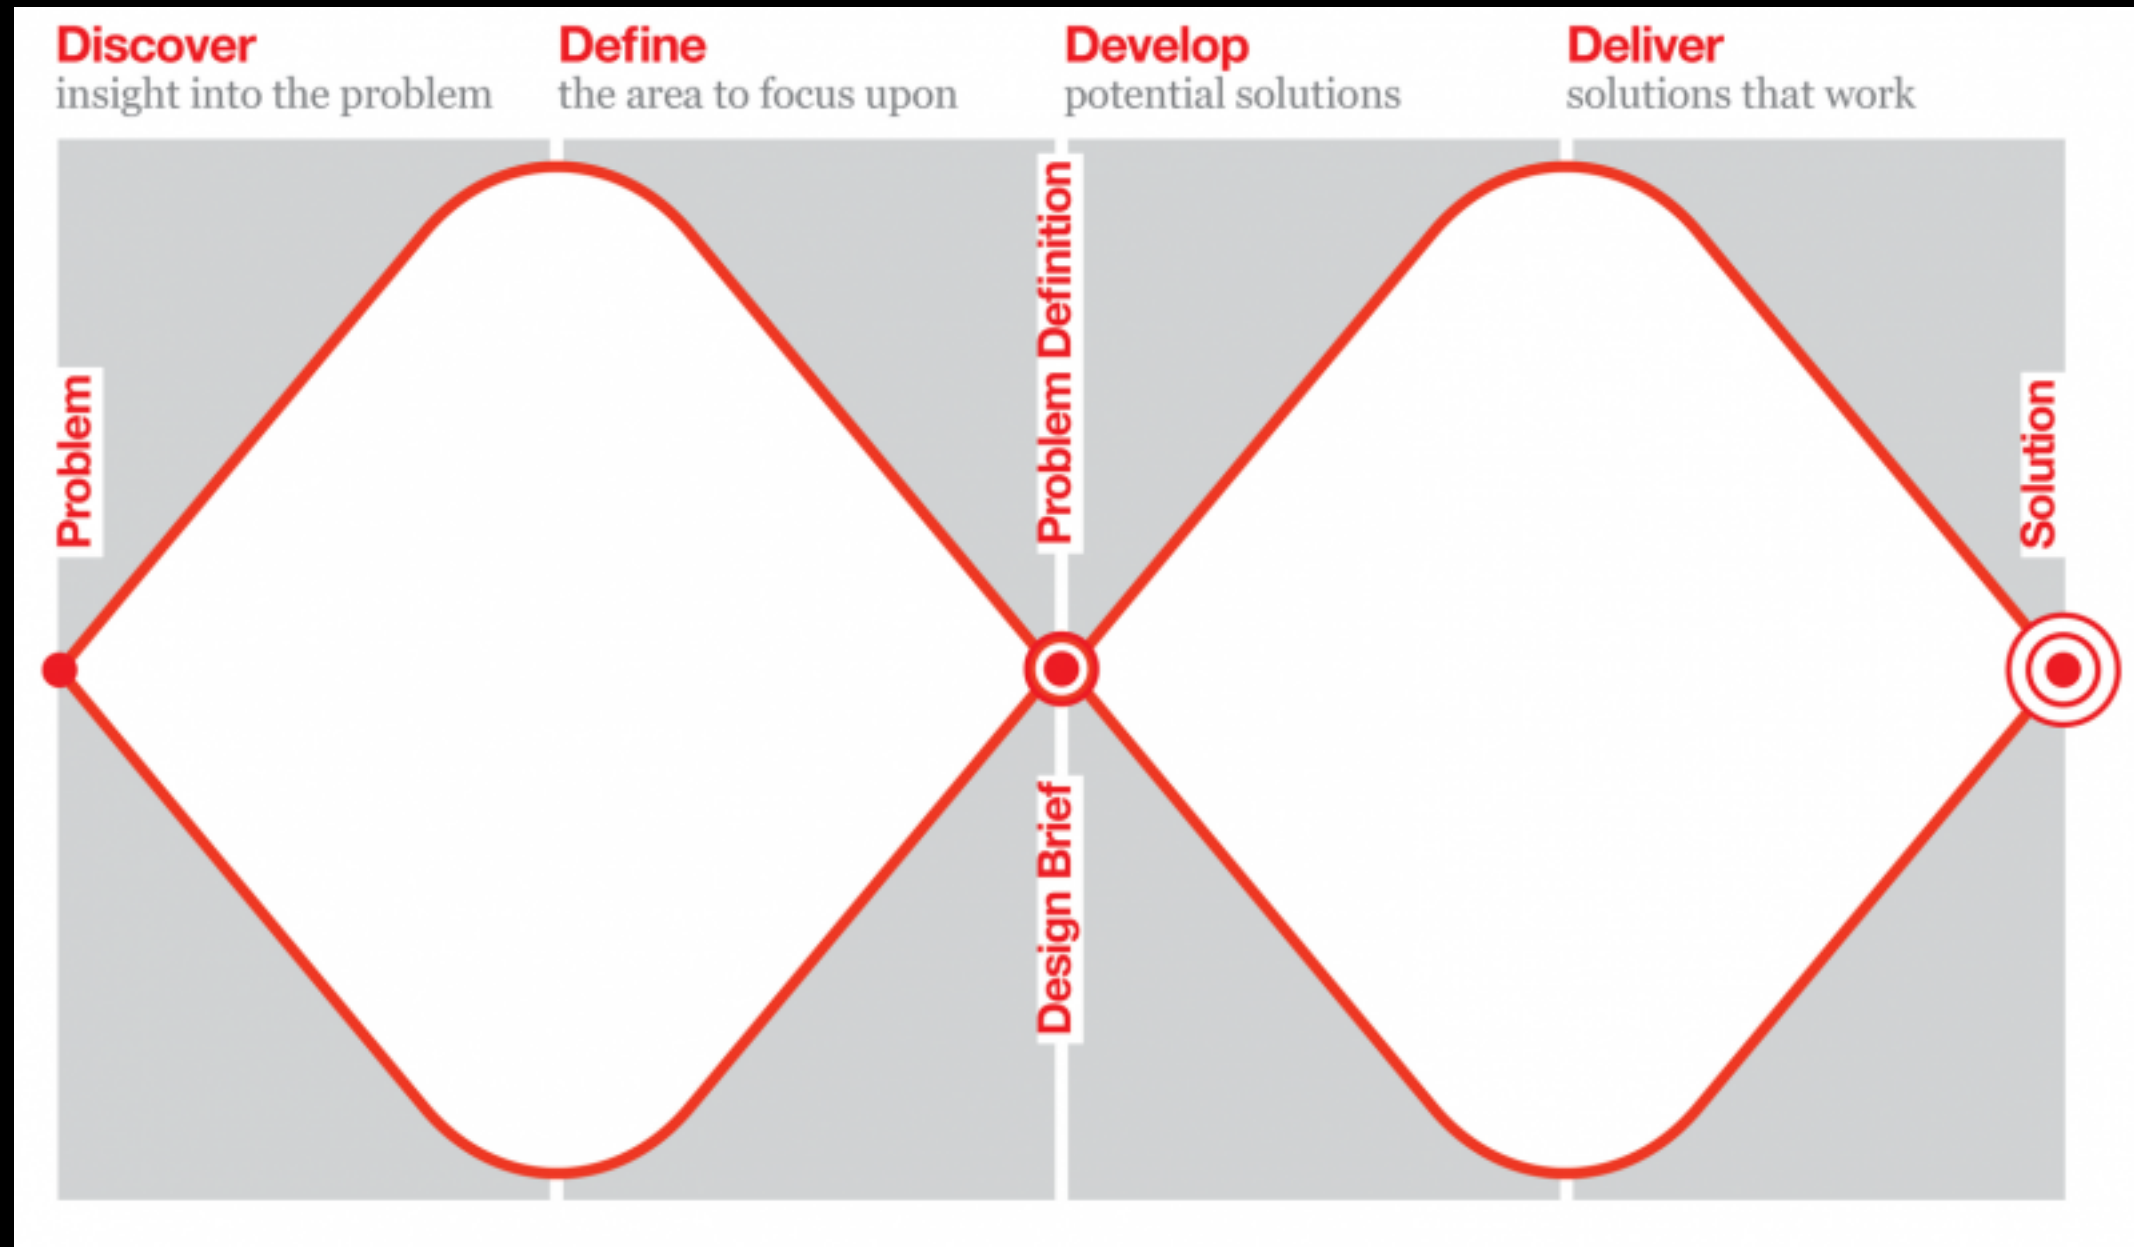 Discover
insight into the problem
Define
the area to focus upon
Develop
potential solutions
Deliver
solutions that work
Problem
Problem Definition
Design Brief
Solution